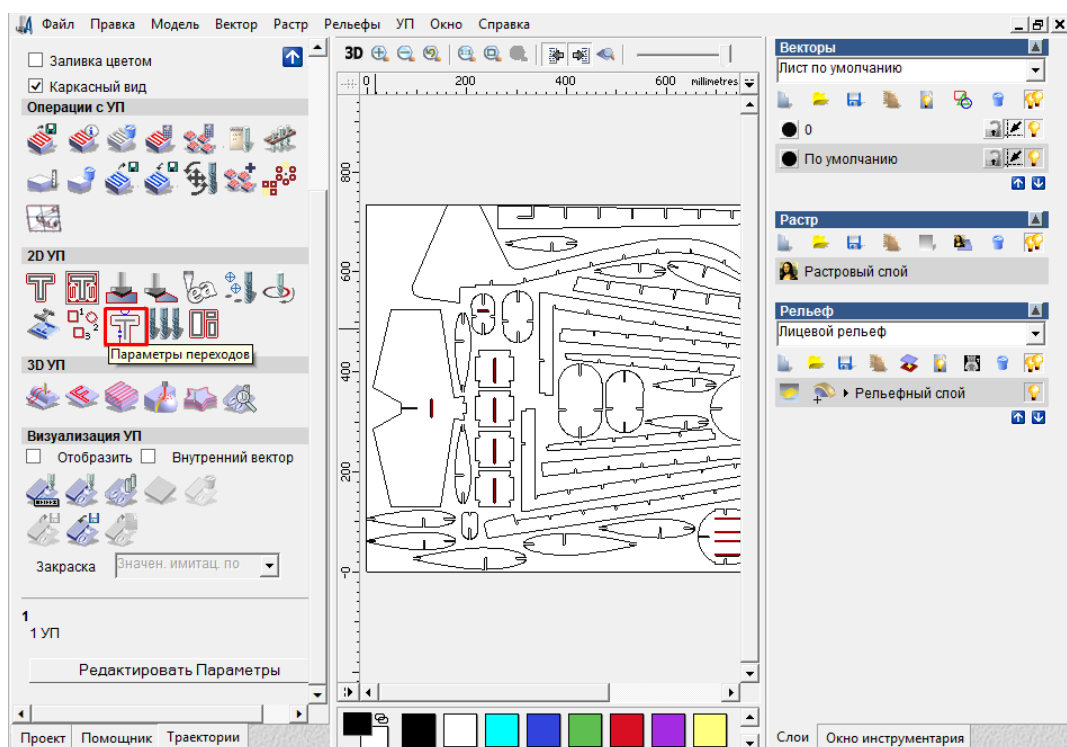 Файл Правка Модель Вектор Растр Рельефы УП Окно Справка
Заливка цветом
Каркасный вид
Операции с УП
2D УП
Параметры переходов
3D УП
Визуализация УП
Отобразить Внутренний вектор
Закраска Значен. имитац. по
1
1 УП
Редактировать Параметры
Проект Помощник Траектории
3D
0 200 400 600 millimetres
800
600
400
200
-0
Векторы
Лист по умолчанию
0
По умолчанию
Растр
Растровый слой
Рельеф
Лицевой рельеф
Рельефный слой
Слои Окно инструментария